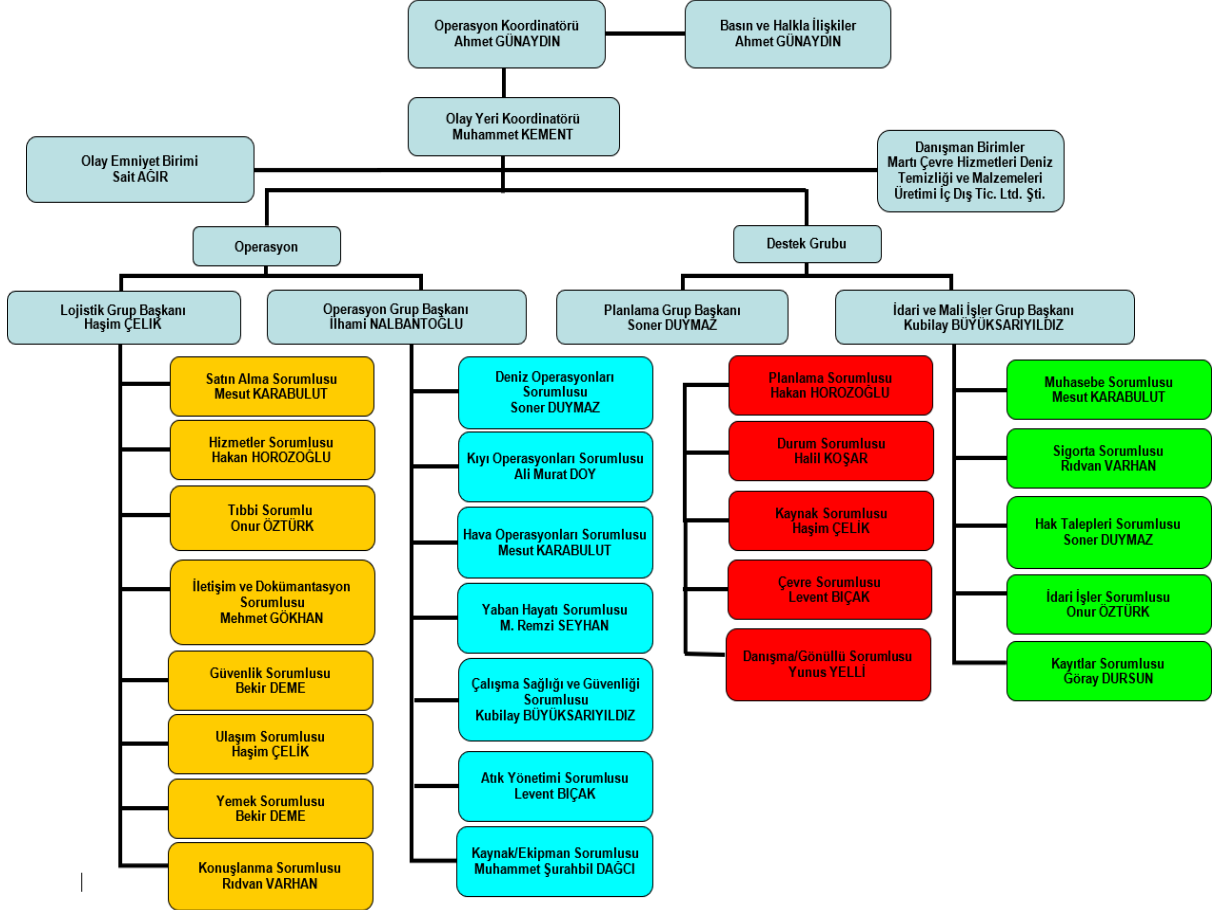 Operasyon Koordinatörü
Ahmet GÜNAYDIN
Basın ve Halkla İlişkiler
Ahmet GÜNAYDIN
Olay Yeri Koordinatörü
Muhammet KEMENT
Olay Emniyet Birimi
Sait AĞIR
Danışman Birimler
Martı Çevre Hizmetleri Deniz
Temizliği ve Malzemeleri
Üretimi İç Dış Tic. Ltd. Şti.
Operasyon
Destek Grubu
Lojistik Grup Başkanı
Haşim ÇELİK
Operasyon Grup Başkanı
İlhami NALBANTOĞLU
Planlama Grup Başkanı
Soner DUYMAZ
İdari ve Mali İşler Grup Başkanı
Kubilay BÜYÜKSARIYILDIZ
Satın Alma Sorumlusu
Mesut KARABULUT
Hizmetler Sorumlusu
Hakan HOROZOĞLU
Tıbbi Sorumlu
Onur ÖZTÜRK
İletişim ve Dokümantasyon
Sorumlusu
Mehmet GÖKHAN
Güvenlik Sorumlusu
Bekir DEME
Ulaşım Sorumlusu
Haşim ÇELİK
Yemek Sorumlusu
Bekir DEME
Konuşlanma Sorumlusu
Rıdvan VARHAN
Deniz Operasyonları
Sorumlusu
Soner DUYMAZ
Kıyı Operasyonları Sorumlusu
Ali Murat DOY
Hava Operasyonları Sorumlusu
Mesut KARABULUT
Yaban Hayatı Sorumlusu
M. Remzi SEYHAN
Çalışma Sağlığı ve Güvenliği
Sorumlusu
Kubilay BÜYÜKSARIYILDIZ
Atık Yönetimi Sorumlusu
Levent BIÇAK
Kaynak/Ekipman Sorumlusu
Muhammet Şurahbil DAĞCI
Planlama Sorumlusu
Hakan HOROZOĞLU
Durum Sorumlusu
Halil KOŞAR
Kaynak Sorumlusu
Haşim ÇELİK
Çevre Sorumlusu
Levent BIÇAK
Danışma/Gönüllü Sorumlusu
Yunus YELLİ
Muhasebe Sorumlusu
Mesut KARABULUT
Sigorta Sorumlusu
Rıdvan VARHAN
Hak Talepleri Sorumlusu
Soner DUYMAZ
İdari İşler Sorumlusu
Onur ÖZTÜRK
Kayıtlar Sorumlusu
Göray DURSUN